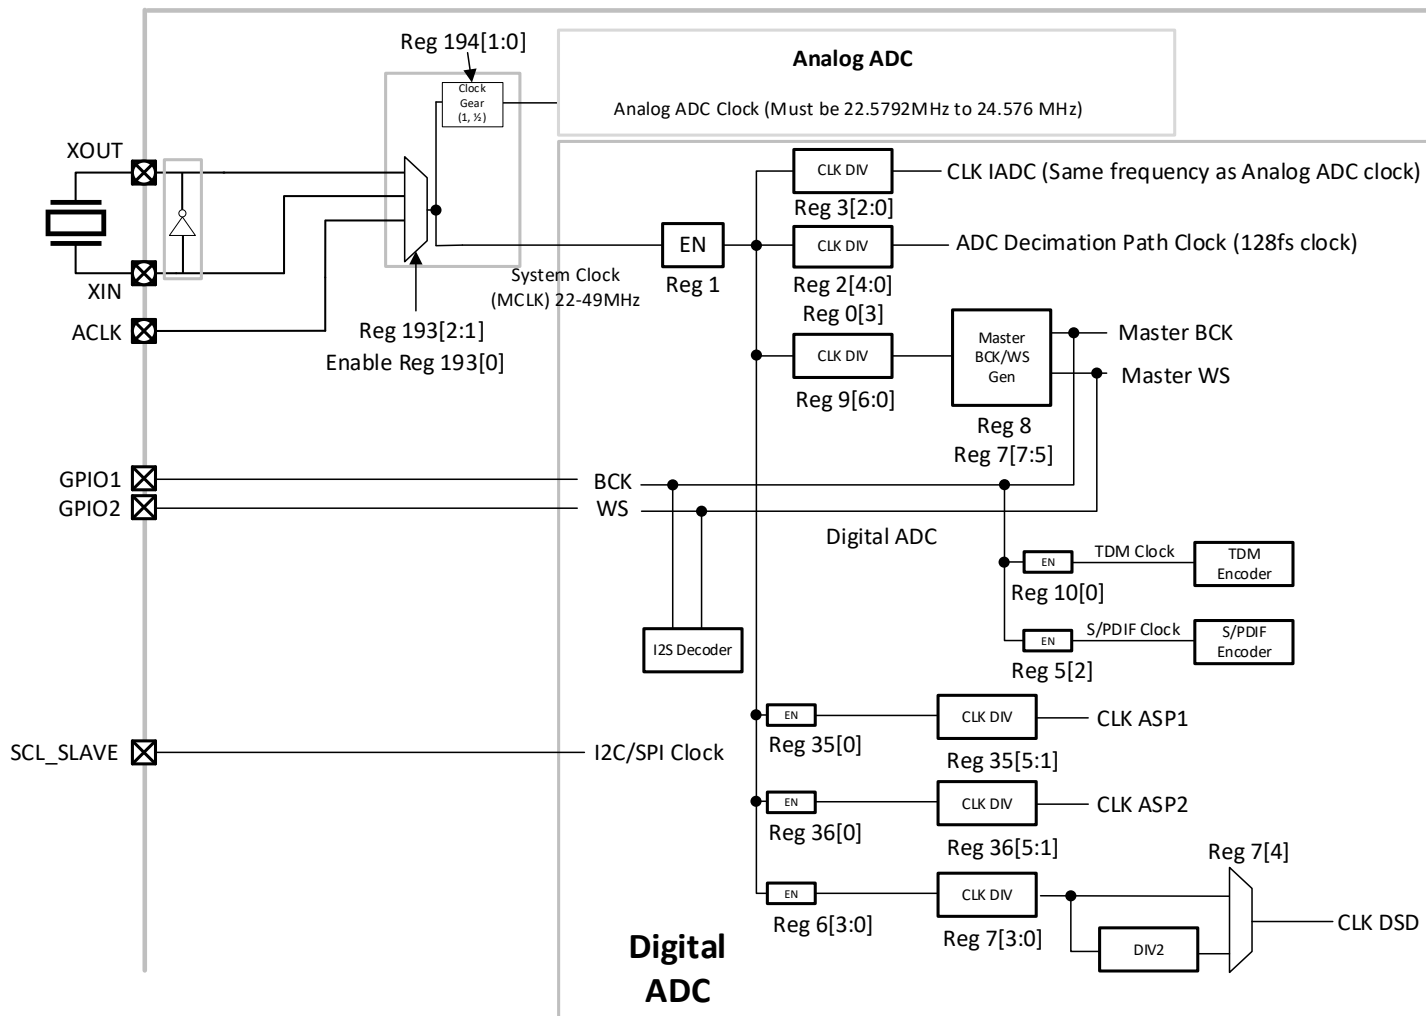 Reg 194[1:0]
Clock
Gear
(1, ½)
Analog ADC
Analog ADC Clock (Must be 22.5792MHz to 24.576 MHz)
XOUT
XIN
ACLK
Reg 193[2:1]
Enable Reg 193[0]
System Clock
(MCLK) 22-49MHz
EN
Reg 1
CLK DIV
Reg 3[2:0]
CLK IADC (Same frequency as Analog ADC clock)
CLK DIV
Reg 2[4:0]
Reg 0[3]
ADC Decimation Path Clock (128fs clock)
CLK DIV
Reg 9[6:0]
Master
BCK/WS
Gen
Reg 8
Reg 7[7:5]
Master BCK
Master WS
GPIO1
GPIO2
BCK
WS
Digital ADC
EN
Reg 10[0]
TDM Clock
TDM
Encoder
EN
Reg 5[2]
S/PDIF Clock
S/PDIF
Encoder
I2S Decoder
SCL_SLAVE
I2C/SPI Clock
EN
Reg 35[0]
CLK DIV
Reg 35[5:1]
CLK ASP1
EN
Reg 36[0]
CLK DIV
Reg 36[5:1]
CLK ASP2
EN
Reg 6[3:0]
CLK DIV
Reg 7[3:0]
Reg 7[4]
DIV2
CLK DSD
Digital
ADC